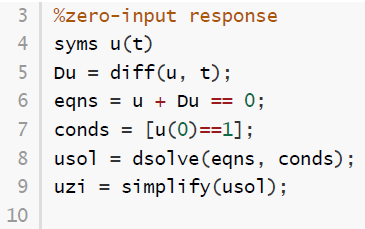 3 %zero-input response
4 syms u(t)
5 Du = diff(u, t);
6 eqns = u + Du == 0;
7 conds = [u(0)==1];
8 usol = dsolve(eqns, conds);
9 uzi = simplify(usol);
10